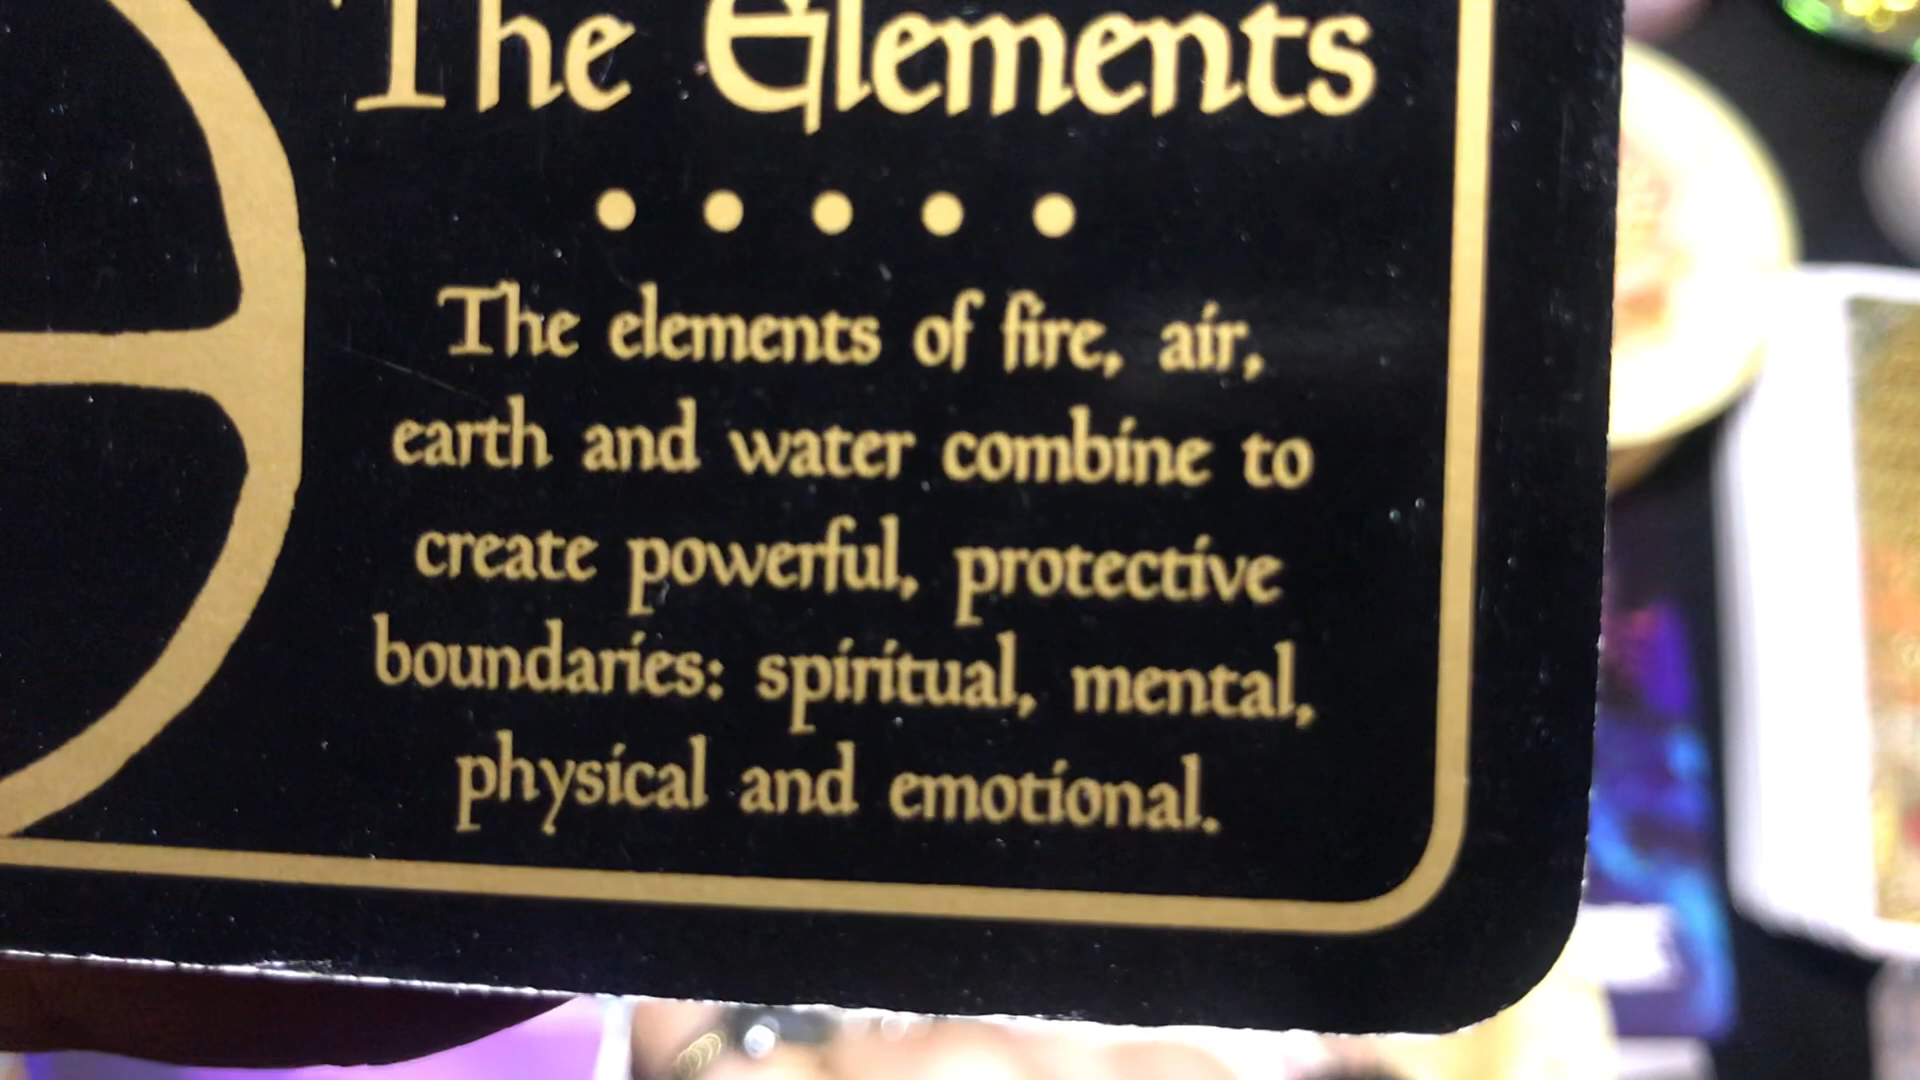 The Elements
• • • • •
The elements of fire, air,
earth and water combine to
create powerful, protective
boundaries: spiritual, mental,
physical and emotional.